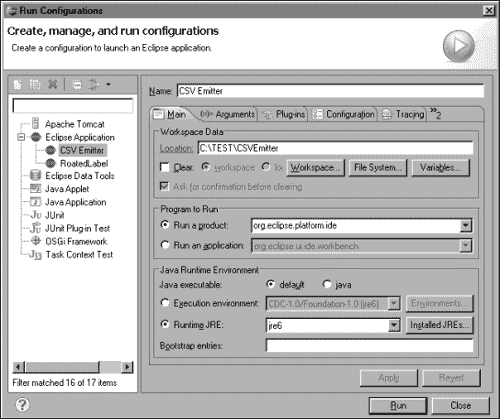 Run Configurations
Create, manage, and run configurations
Create a configuration to launch an Eclipse application.
Name: CSV Emitter
Main Arguments Plug-ins Configuration Tracing »2
Apache Tomcat
Eclipse Application
CSV Emitter
RoatedLabel
Eclipse Data Tools
Java Applet
Java Application
JUnit
JUnit Plug-in Test
OSGi Framework
Task Context Test
Filter matched 16 of 17 items
Workspace Data
Location: C:\TEST\CSVEmitter
Clear: workspace lo Workspace... File System... Variables...
Ask for confirmation before clearing
Program to Run
Run a product: org.eclipse.platform.ide
Run an application: org.eclipse.ui.ide.workbench
Java Runtime Environment
Java executable: default java
Execution environment: CDC-1.0/Foundation-1.0 (jre6) Environments...
Runtime JRE: jre6 Installed JREs...
Bootstrap entries:
Apply Revert
Run Close